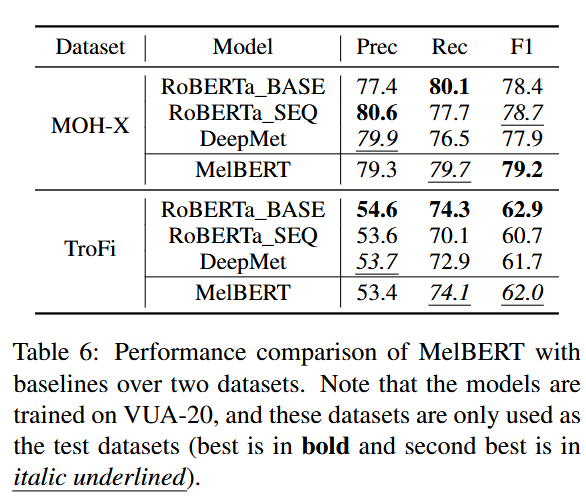 Dataset Model Prec Rec F1
RoBERTa_BASE 77.4 80.1 78.4
RoBERTa_SEQ 80.6 77.7 78.7
MOH-X
DeepMet 79.9 76.5 77.9
MelBERT 79.3 79.7 79.2
RoBERTa_BASE 54.6 74.3 62.9
RoBERTa_SEQ 53.6 70.1 60.7
TroFi
DeepMet 53.7 72.9 61.7
MelBERT 53.4 74.1 62.0
Table 6: Performance comparison of MelBERT with
baselines over two datasets. Note that the models are
trained on VUA-20, and these datasets are only used as
the test datasets (best is in bold and second best is in
italic underlined).